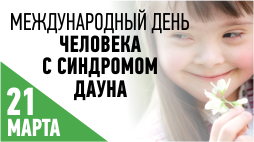 МЕЖДУНАРОДНЫЙ ДЕНЬ
ЧЕЛОВЕКА
С СИНДРОМОМ
ДАУНА
21
МАРТА